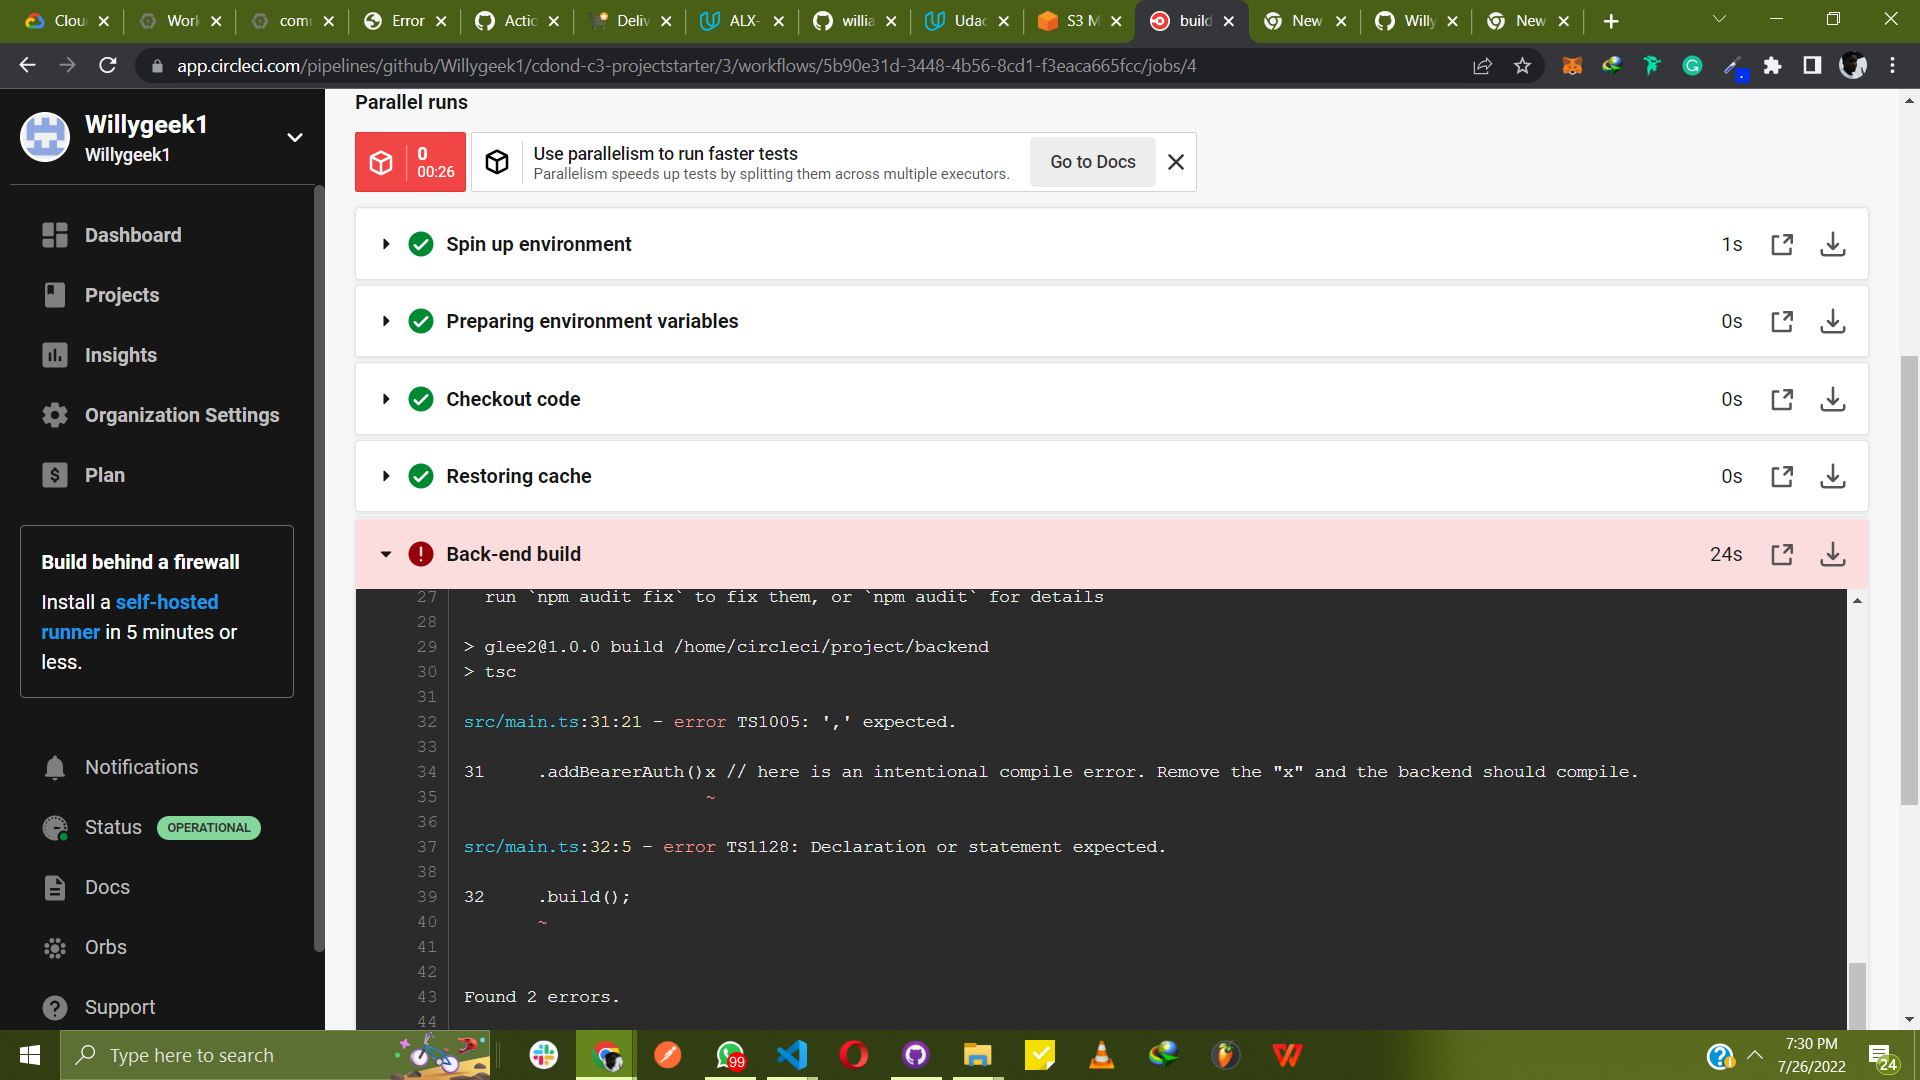 Clou
Work
com
Error
Actio
Deliv
ALX-
willia
Udac
S3 M
build
New
Willy
New
app.circleci.com/pipelines/github/Willygeek1/cdond-c3-projectstarter/3/workflows/5b90e31d-3448-4b56-8cd1-f3eaca665fcc/jobs/4
Willygeek1
Willygeek1
Dashboard
Projects
Insights
Organization Settings
Plan
Build behind a firewall
Install a self-hosted
runner in 5 minutes or
less.
Notifications
Status OPERATIONAL
Docs
Orbs
Support
Parallel runs
0
00:26
Use parallelism to run faster tests
Parallelism speeds up tests by splitting them across multiple executors.
Go to Docs
Spin up environment 1s
Preparing environment variables 0s
Checkout code 0s
Restoring cache 0s
Back-end build 24s
27 run `npm audit fix` to fix them, or `npm audit` for details
28
29 > glee2@1.0.0 build /home/circleci/project/backend
30 > tsc
31
32 src/main.ts:31:21 - error TS1005: ',' expected.
33
34 31     .addBearerAuth()x // here is an intentional compile error. Remove the "x" and the backend should compile.
35 ~
36
37 src/main.ts:32:5 - error TS1128: Declaration or statement expected.
38
39 32     .build();
40 ~
41
42
43 Found 2 errors.
44
Type here to search
99
7:30 PM
7/26/2022
24